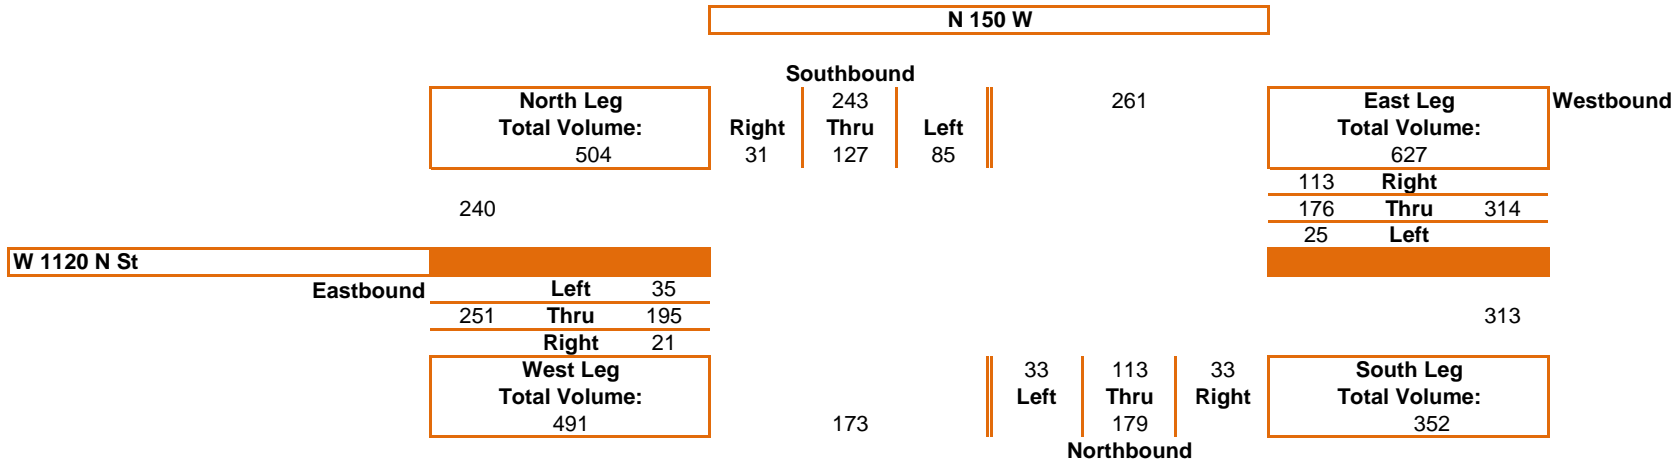 N 150 W
Southbound
North Leg 243 261 East Leg Westbound
Total Volume: Right Thru Left Total Volume:
504 31 127 85 627
113 Right
240 176 Thru 314
25 Left
W 1120 N St
Eastbound Left 35
251 Thru 195 313
Right 21
West Leg 33 113 33 South Leg
Total Volume: Left Thru Right Total Volume:
491 173 179 352
Northbound